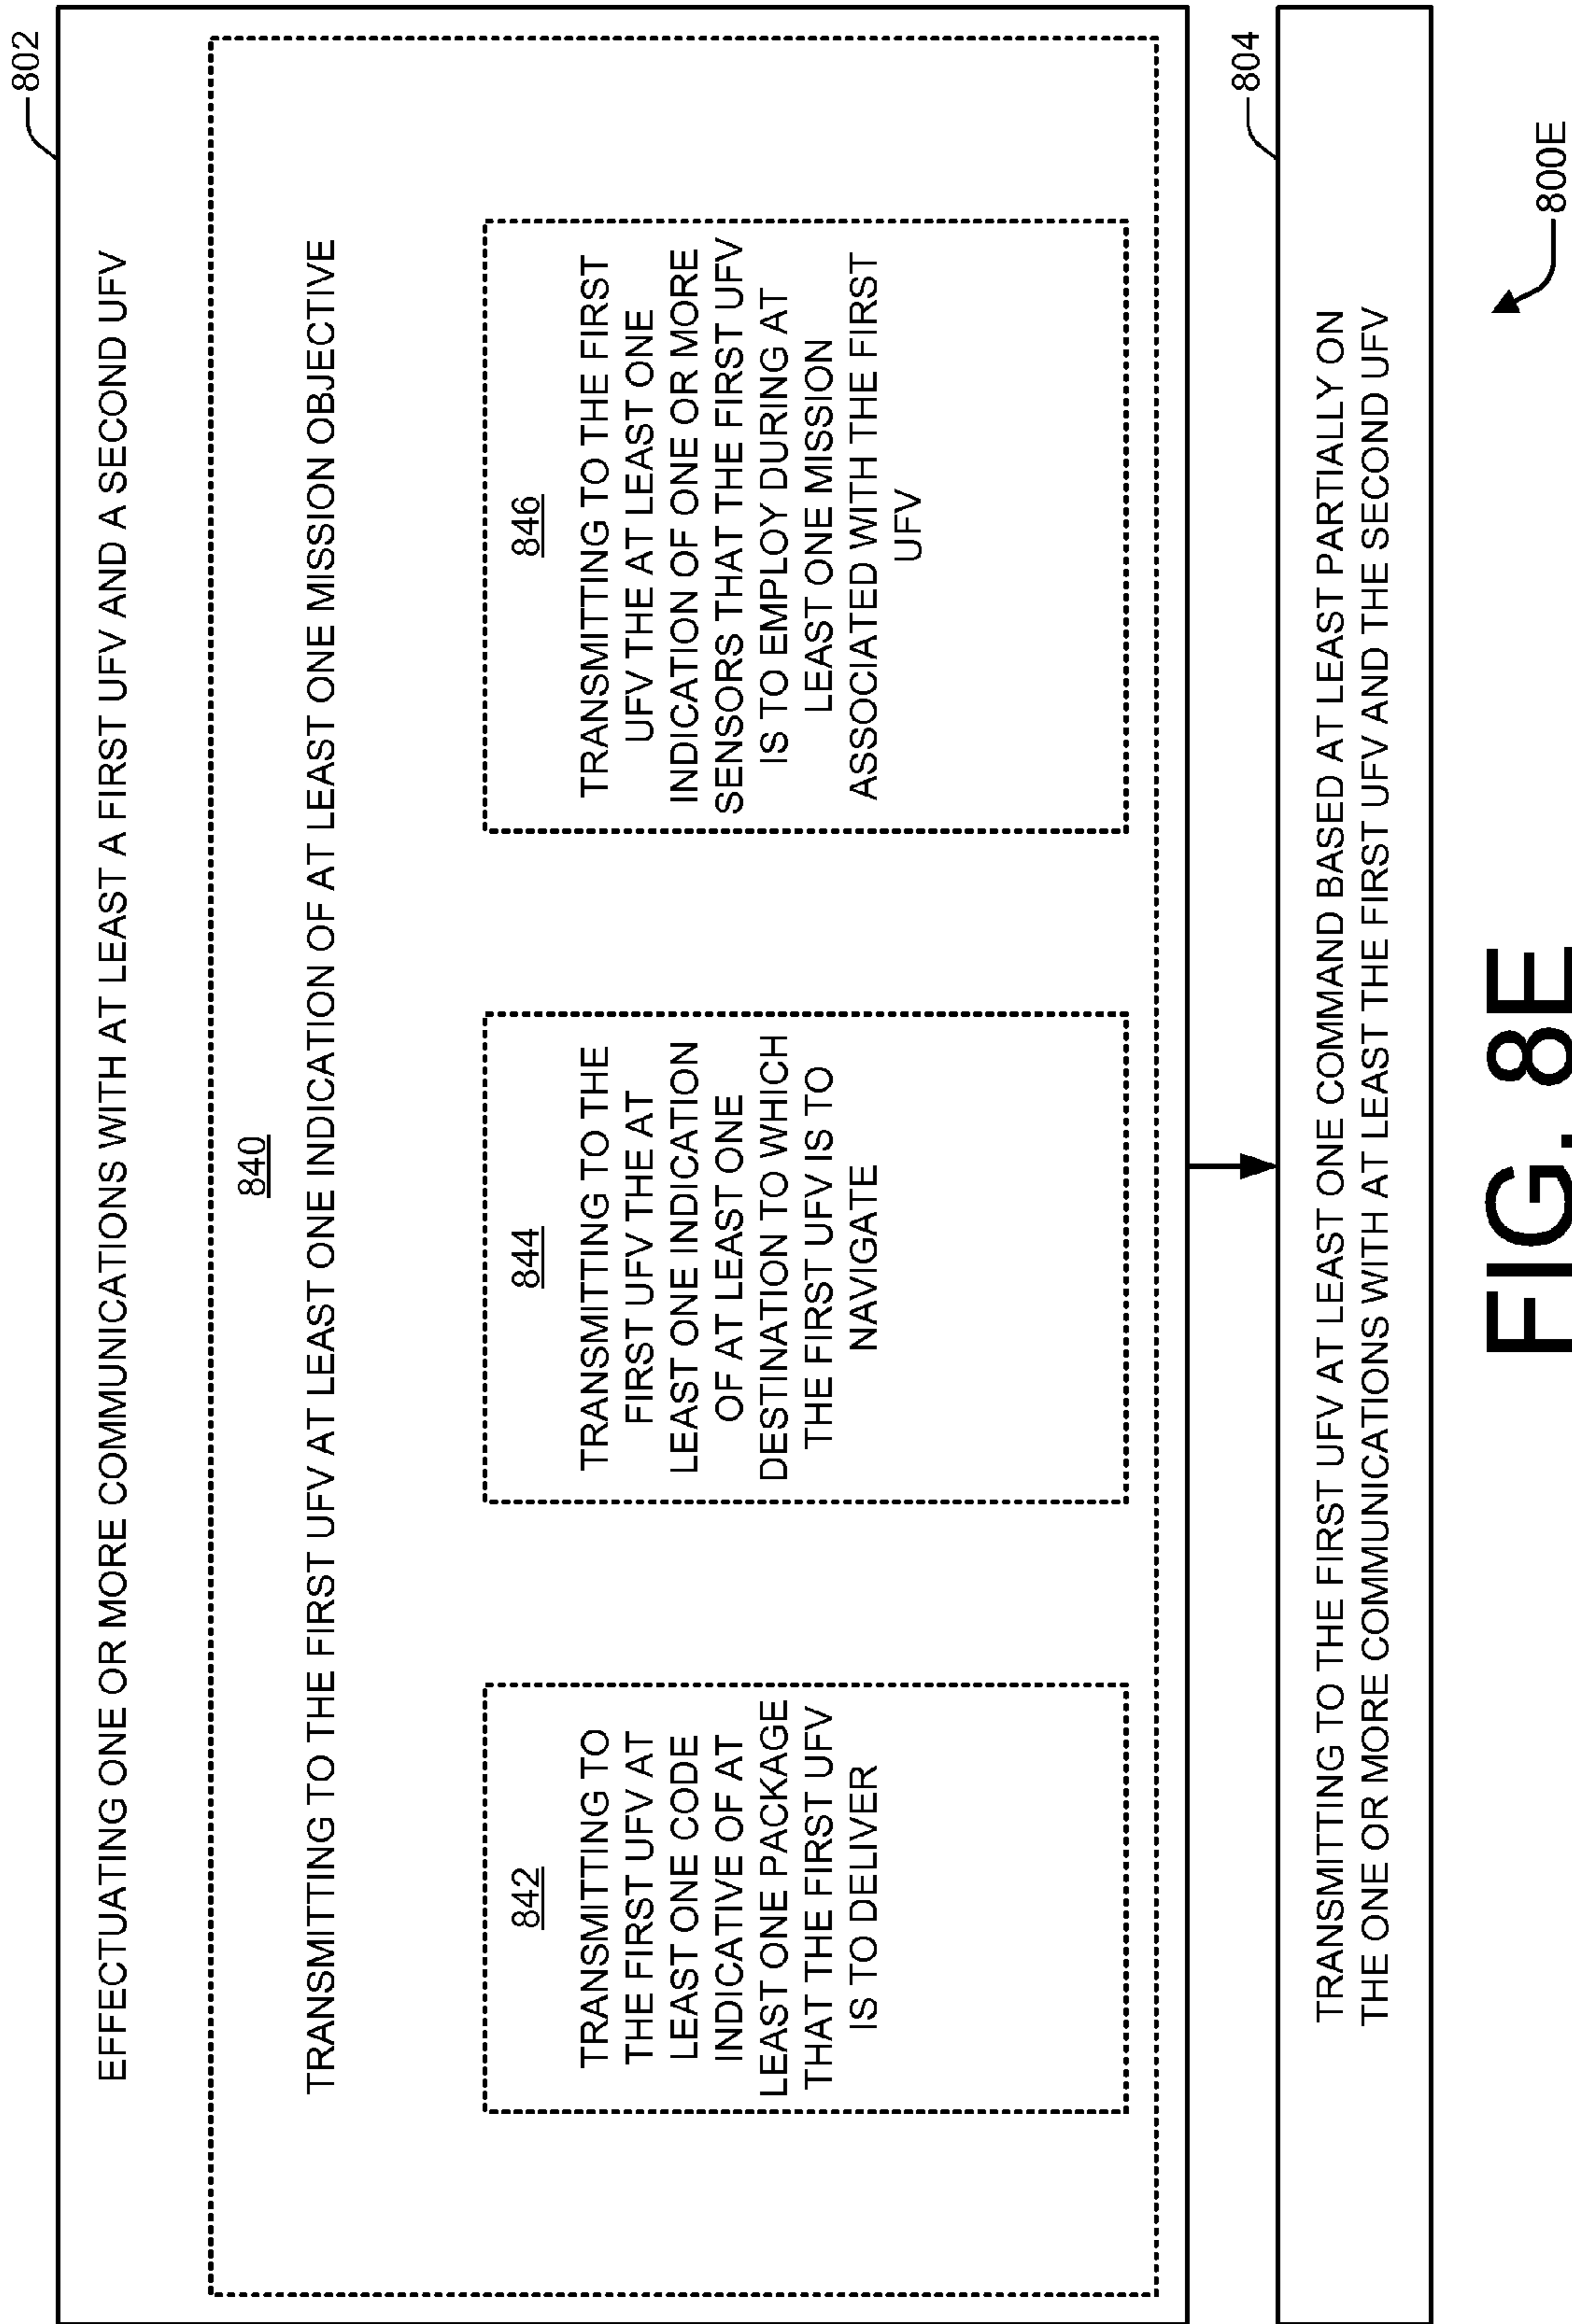 802
EFFECTUATING ONE OR MORE COMMUNICATIONS WITH AT LEAST A FIRST UFV AND A SECOND UFV
840
TRANSMITTING TO THE FIRST UFV AT LEAST ONE INDICATION OF AT LEAST ONE MISSION OBJECTIVE
842
TRANSMITTING TO
THE FIRST UFV AT
LEAST ONE CODE
INDICATIVE OF AT
LEAST ONE PACKAGE
THAT THE FIRST UFV
IS TO DELIVER
844
TRANSMITTING TO THE
FIRST UFV THE AT
LEAST ONE INDICATION
OF AT LEAST ONE
DESTINATION TO WHICH
THE FIRST UFV IS TO
NAVIGATE
846
TRANSMITTING TO THE FIRST
UFV THE AT LEAST ONE
INDICATION OF ONE OR MORE
SENSORS THAT THE FIRST UFV
IS TO EMPLOY DURING AT
LEAST ONE MISSION
ASSOCIATED WITH THE FIRST
UFV
804
TRANSMITTING TO THE FIRST UFV AT LEAST ONE COMMAND BASED AT LEAST PARTIALLY ON
THE ONE OR MORE COMMUNICATIONS WITH AT LEAST THE FIRST UFV AND THE SECOND UFV
800E
FIG. 8E